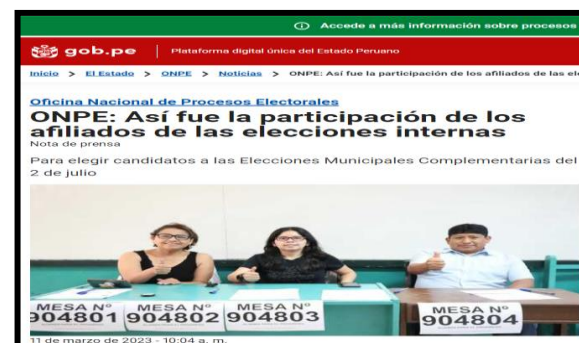 Accede a más información sobre procesos
gob.pe | Plataforma digital única del Estado Peruano
Inicio > El Estado > ONPE > Noticias > ONPE: Así fue la participación de los afiliados de las
Oficina Nacional de Procesos Electorales
ONPE: Así fue la participación de los
afiliados de las elecciones internas
Nota de prensa
Para elegir candidatos a las Elecciones Municipales Complementarias del
2 de julio
MESA N° MESA N° MESA N° MESA N°
904801 904802 904803 904804
11 de marzo de 2023 - 10:04 a. m.